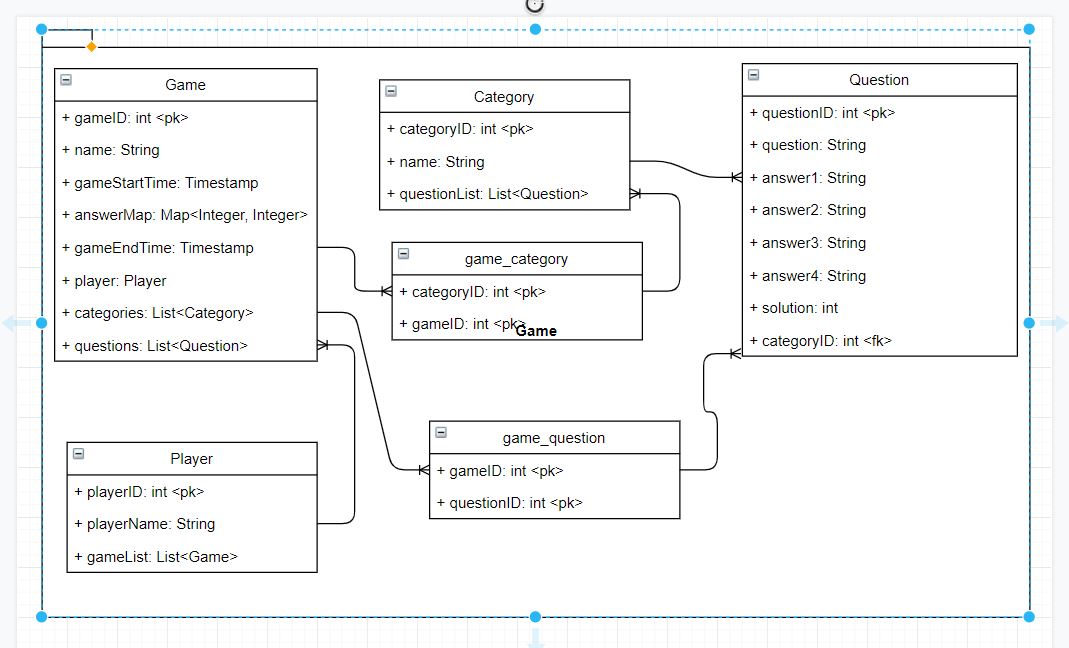 Game
+ gameID: int <pk>
+ name: String
+ gameStartTime: Timestamp
+ answerMap: Map<Integer, Integer>
+ gameEndTime: Timestamp
+ player: Player
+ categories: List<Category>
+ questions: List<Question>
Category
+ categoryID: int <pk>
+ name: String
+ questionList: List<Question>
Question
+ questionID: int <pk>
+ question: String
+ answer1: String
+ answer2: String
+ answer3: String
+ answer4: String
+ solution: int
+ categoryID: int <fk>
game_category
+ categoryID: int <pk>
+ gameID: int <pk>
Game
Player
+ playerID: int <pk>
+ playerName: String
+ gameList: List<Game>
game_question
+ gameID: int <pk>
+ questionID: int <pk>